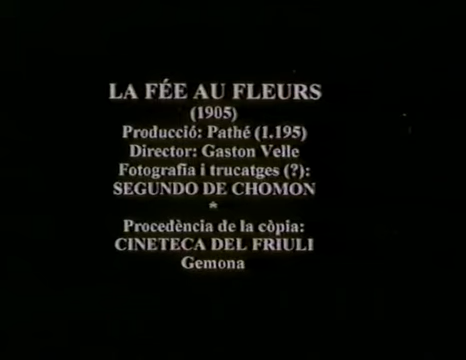 LA FÉE AU FLEURS
(1905)
Producció: Pathé (1.195)
Director: Gaston Velle
Fotografía i trucatges (?):
SEGUNDO DE CHOMON
*
Procedència de la còpia:
CINETECA DEL FRIULI
Gemona